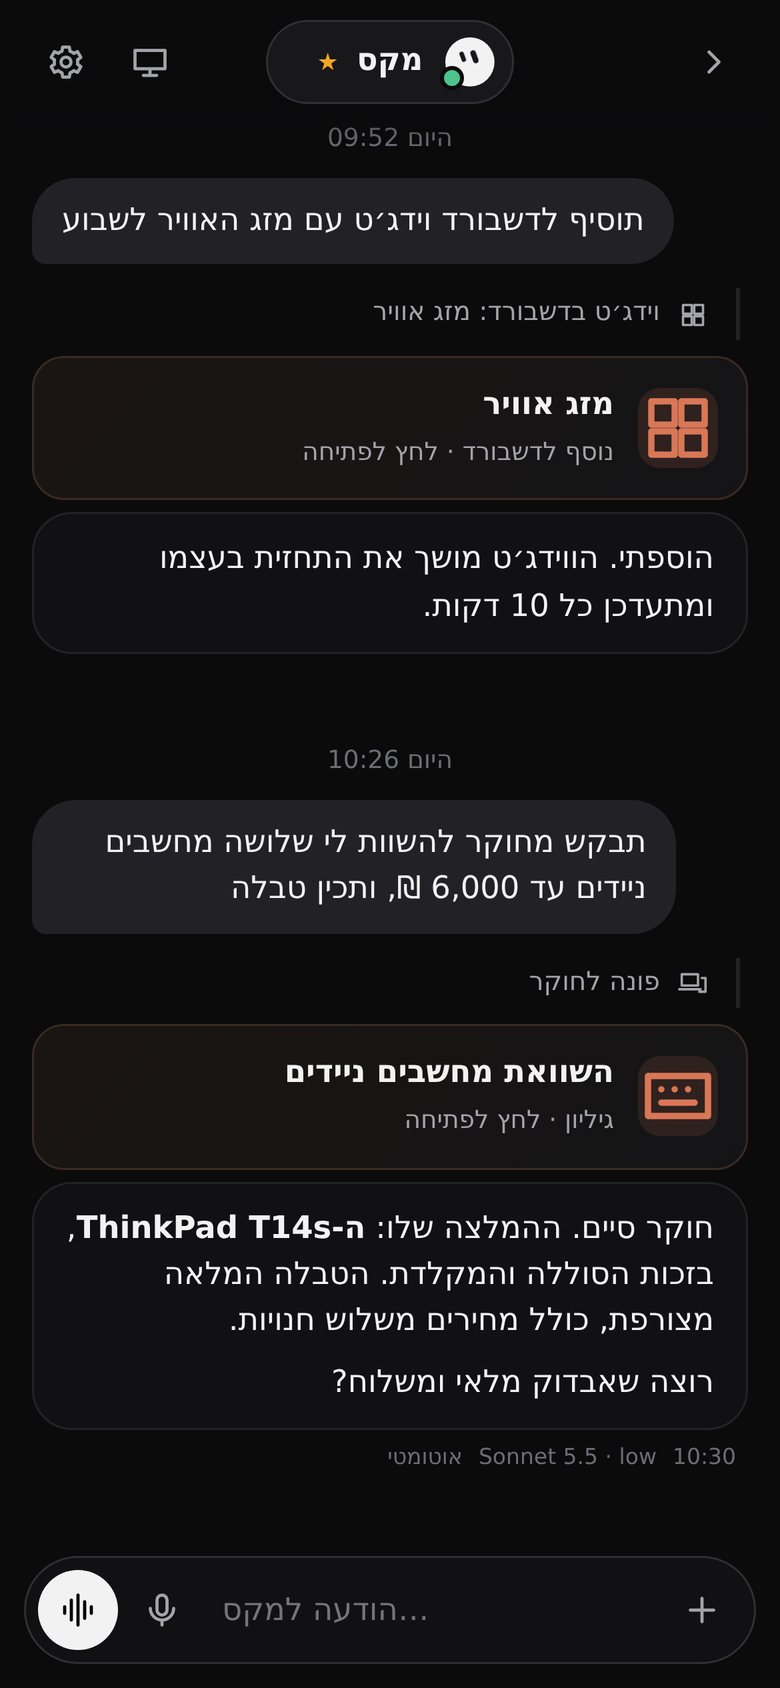 מקס
היום 09:52
תוסיף לדשבורד וידג׳ט עם מזג האוויר לשבוע
וידג׳ט בדשבורד: מזג אוויר
מזג אוויר
נוסף לדשבורד · לחץ לפתיחה
הוספתי. הווידג׳ט מושך את התחזית בעצמו
ומתעדכן כל 10 דקות.
היום 10:26
תבקש מחוקר להשוות לי שלושה מחשבים
ניידים עד 6,000 ₪, ותכין טבלה
פונה לחוקר
השוואת מחשבים ניידים
גיליון · לחץ לפתיחה
חוקר סיים. ההמלצה שלו: ה-ThinkPad T14s,
בזכות הסוללה והמקלדת. הטבלה המלאה
מצורפת, כולל מחירים משלוש חנויות.
רוצה שאבדוק מלאי ומשלוח?
10:30 Sonnet 5.5 · low אוטומטי
הודעה למקס...